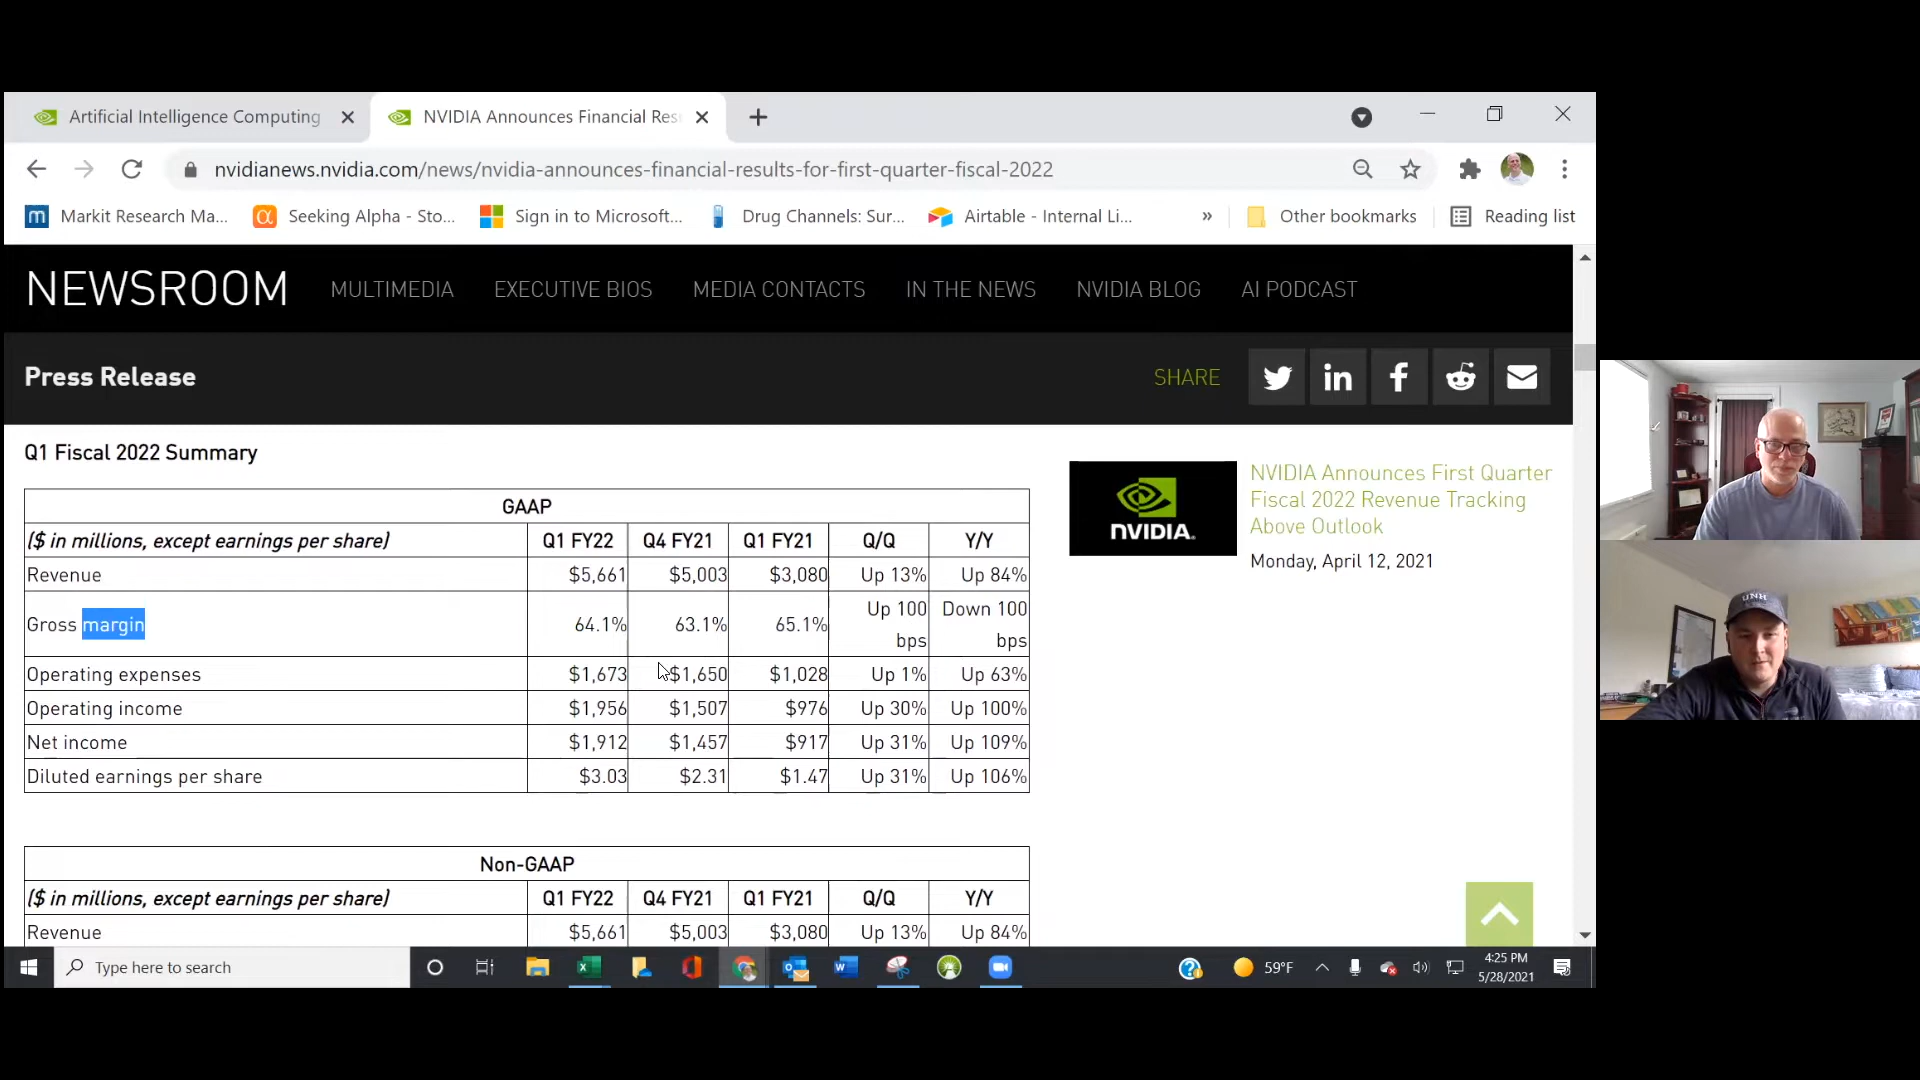 Artificial Intelligence Computing
NVIDIA Announces Financial Res
nvidianews.nvidia.com/news/nvidia-announces-financial-results-for-first-quarter-fiscal-2022
m Markit Research Ma... α Seeking Alpha - Sto... Sign in to Microsoft... Drug Channels: Sur... Airtable - Internal Li... » Other bookmarks Reading list
NEWSROOM MULTIMEDIA EXECUTIVE BIOS MEDIA CONTACTS IN THE NEWS NVIDIA BLOG AI PODCAST
Press Release SHARE in f
Q1 Fiscal 2022 Summary
GAAP
($ in millions, except earnings per share) Q1 FY22 Q4 FY21 Q1 FY21 Q/Q Y/Y
Revenue $5,661 $5,003 $3,080 Up 13% Up 84%
Gross margin 64.1% 63.1% 65.1% Up 100 bps Down 100 bps
Operating expenses $1,673 $1,650 $1,028 Up 1% Up 63%
Operating income $1,956 $1,507 $976 Up 30% Up 100%
Net income $1,912 $1,457 $917 Up 31% Up 109%
Diluted earnings per share $3.03 $2.31 $1.47 Up 31% Up 106%
Non-GAAP
($ in millions, except earnings per share) Q1 FY22 Q4 FY21 Q1 FY21 Q/Q Y/Y
Revenue $5,661 $5,003 $3,080 Up 13% Up 84%
NVIDIA.
NVIDIA Announces First Quarter
Fiscal 2022 Revenue Tracking
Above Outlook
Monday, April 12, 2021
UNH
Type here to search
59°F
4:25 PM
5/28/2021